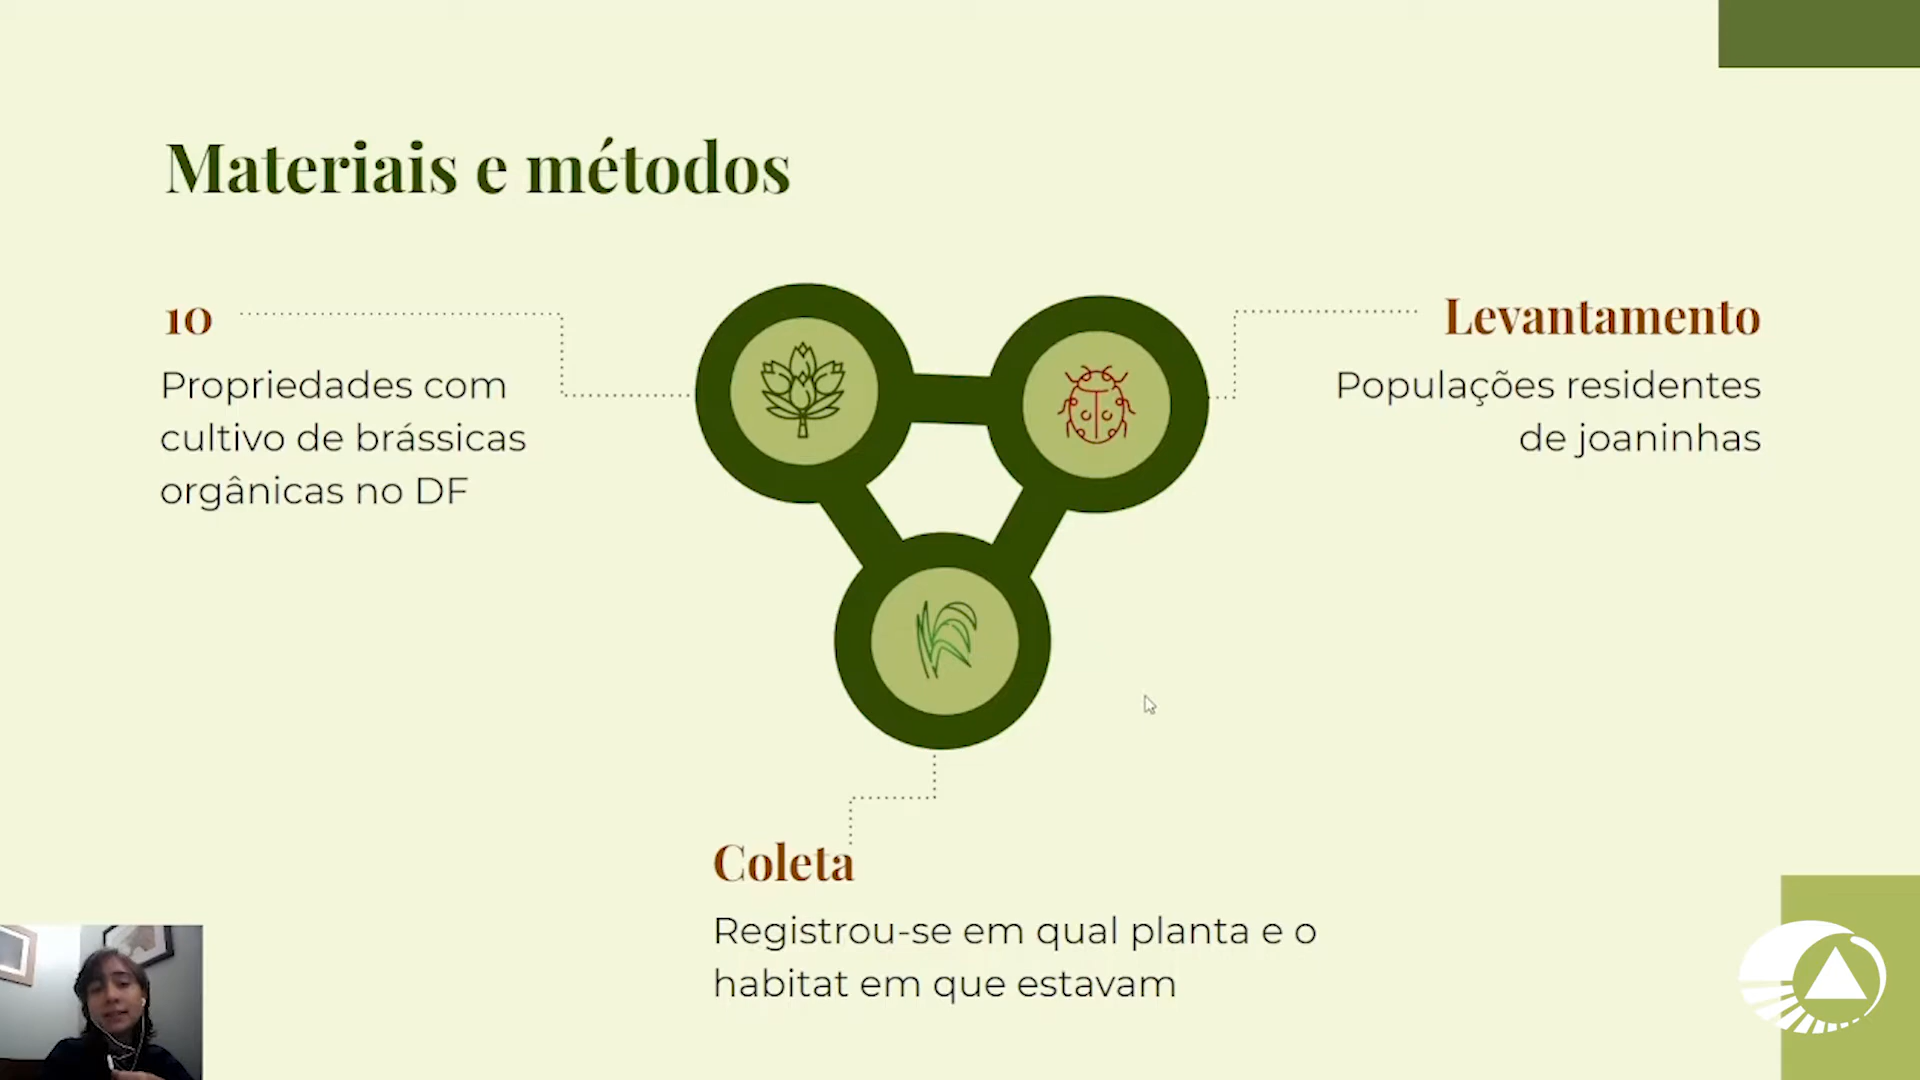 Materiais e métodos
10
Propriedades com
cultivo de brássicas
orgânicas no DF
Levantamento
Populações residentes
de joaninhas
Coleta
Registrou-se em qual planta e o
habitat em que estavam